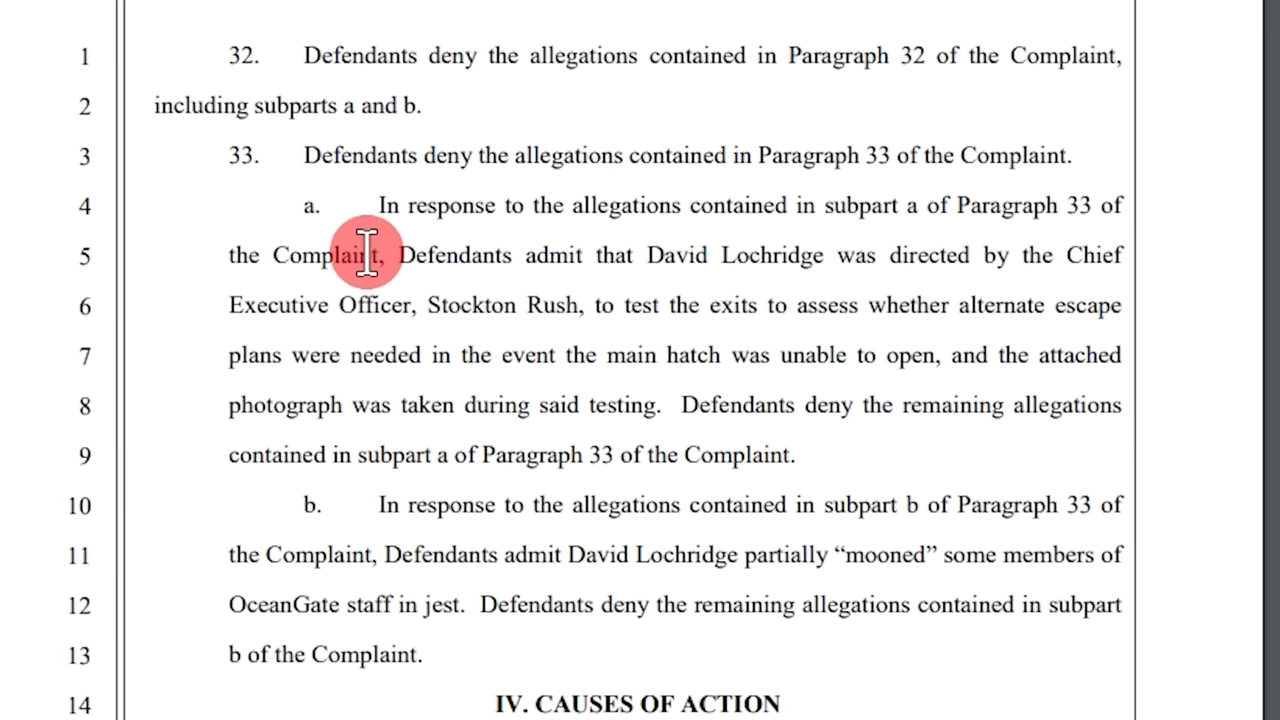 1 32. Defendants deny the allegations contained in Paragraph 32 of the Complaint,
2 including subparts a and b.
3 33. Defendants deny the allegations contained in Paragraph 33 of the Complaint.
4 a. In response to the allegations contained in subpart a of Paragraph 33 of
5 the Complaint, Defendants admit that David Lochridge was directed by the Chief
6 Executive Officer, Stockton Rush, to test the exits to assess whether alternate escape
7 plans were needed in the event the main hatch was unable to open, and the attached
8 photograph was taken during said testing. Defendants deny the remaining allegations
9 contained in subpart a of Paragraph 33 of the Complaint.
10 b. In response to the allegations contained in subpart b of Paragraph 33 of
11 the Complaint, Defendants admit David Lochridge partially “mooned” some members of
12 OceanGate staff in jest. Defendants deny the remaining allegations contained in subpart
13 b of the Complaint.
14 IV. CAUSES OF ACTION